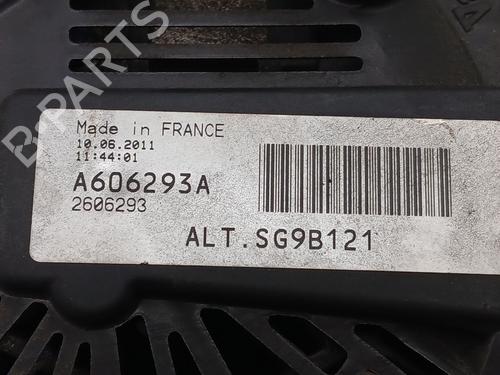 B-PARTS
Made in FRANCE
10.06.2011
11:44:01
A606293A
2606293
ALT.SG9B121